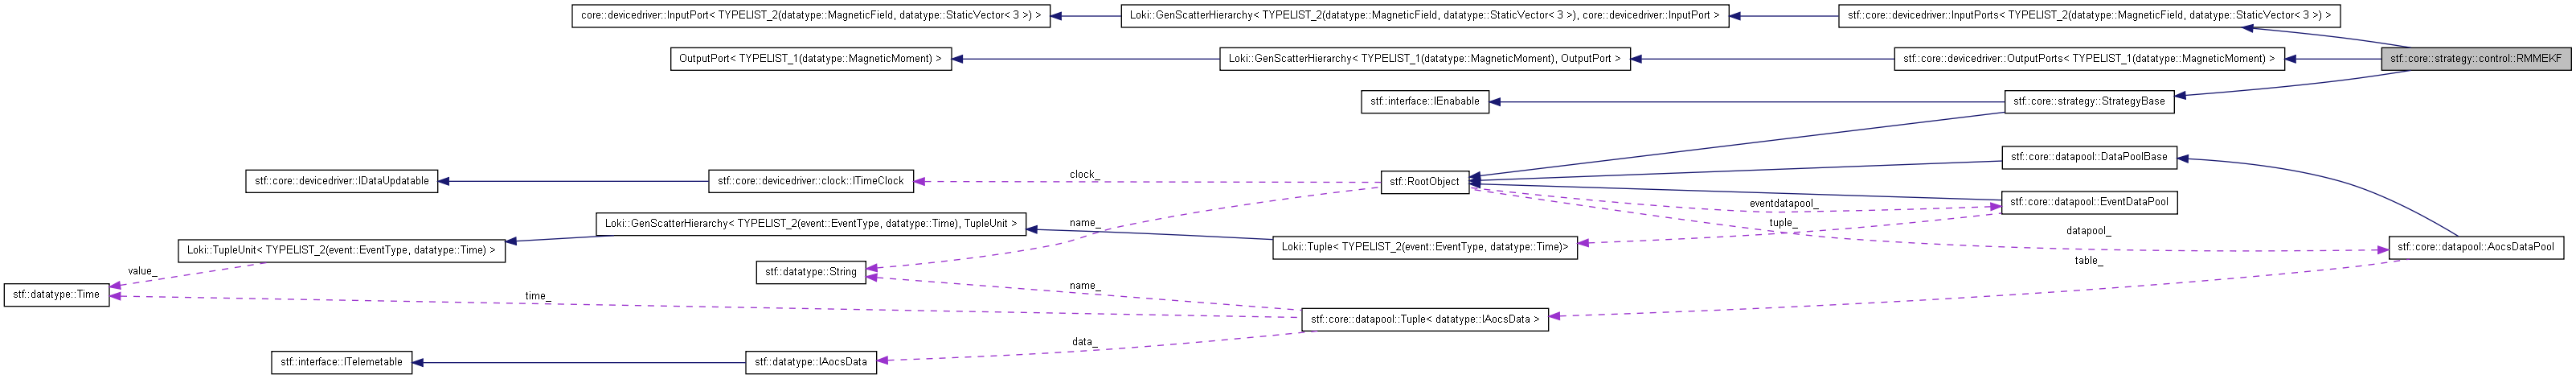 core::devicedriver::InputPort< TYPELIST_2(datatype::MagneticField, datatype::StaticVector< 3 >) >
Loki::GenScatterHierarchy< TYPELIST_2(datatype::MagneticField, datatype::StaticVector< 3 >), core::devicedriver::InputPort >
stf::core::devicedriver::InputPorts< TYPELIST_2(datatype::MagneticField, datatype::StaticVector< 3 >) >
OutputPort< TYPELIST_1(datatype::MagneticMoment) >
Loki::GenScatterHierarchy< TYPELIST_1(datatype::MagneticMoment), OutputPort >
stf::core::devicedriver::OutputPorts< TYPELIST_1(datatype::MagneticMoment) >
stf::core::strategy::control::RMMEKF
stf::interface::IEnabable
stf::core::strategy::StrategyBase
stf::core::datapool::DataPoolBase
clock_
stf::core::devicedriver::IDataUpdatable
stf::core::devicedriver::clock::ITimeClock
stf::RootObject
eventdatapool_
stf::core::datapool::EventDataPool
name_
tuple_
Loki::GenScatterHierarchy< TYPELIST_2(event::EventType, datatype::Time), TupleUnit >
datapool_
Loki::TupleUnit< TYPELIST_2(event::EventType, datatype::Time) >
Loki::Tuple< TYPELIST_2(event::EventType, datatype::Time)>
stf::core::datapool::AocsDataPool
value_
stf::datatype::String
table_
name_
stf::datatype::Time
time_
stf::core::datapool::Tuple< datatype::IAocsData >
data_
stf::interface::ITelemetable
stf::datatype::IAocsData